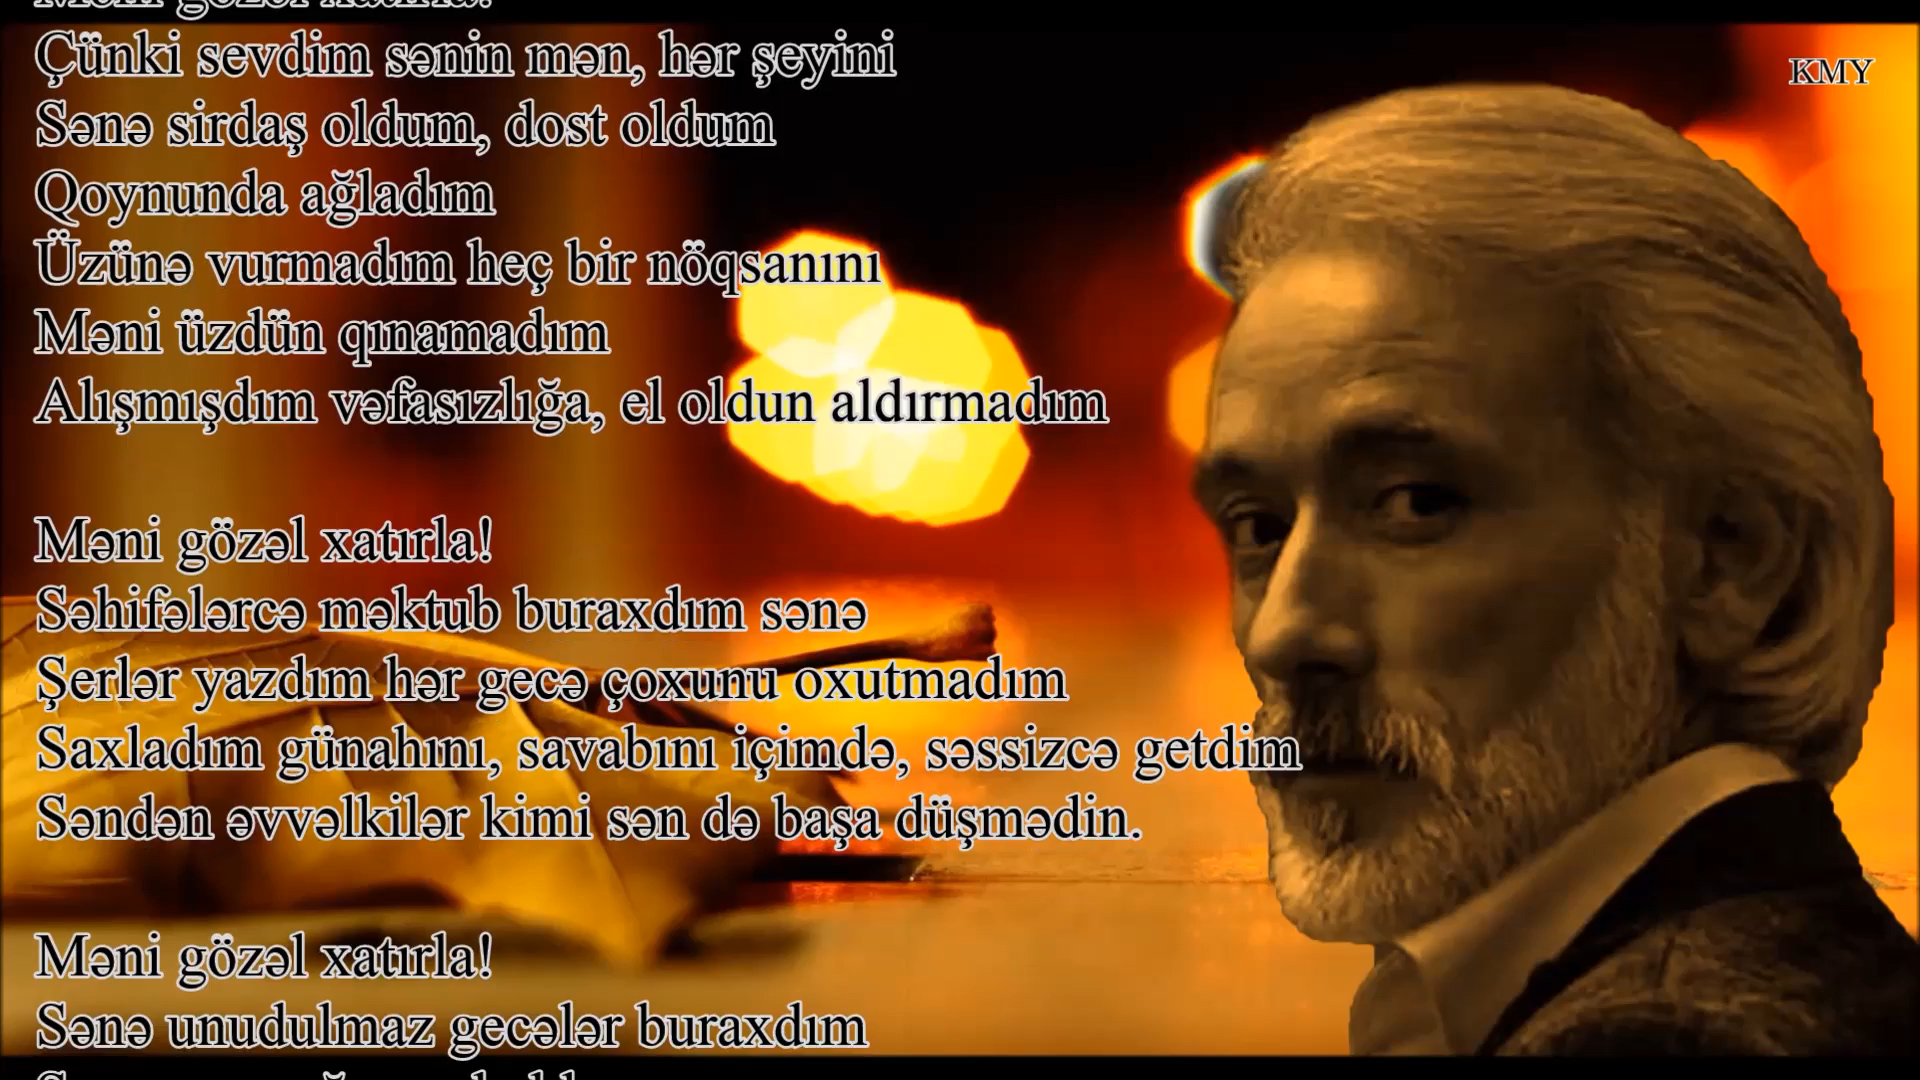 Məni gözəl xatırla!
Çünki sevdim sənin mən, hər şeyini
KMY
Sənə sirdaş oldum, dost oldum
Qoynunda ağladım
Üzünə vurmadım heç bir nöqsanını
Məni üzdün qınamadım
Alışmışdım vəfasızlığa, el oldun aldırmadım
Məni gözəl xatırla!
Səhifələrcə məktub buraxdım sənə
Şerlər yazdım hər gecə çoxunu oxutmadım
Saxladım günahını, savabını içimdə, səssizcə getdim
Səndən əvvəlkilər kimi sən də başa düşmədin.
Məni gözəl xatırla!
Sənə unudulmaz gecələr buraxdım